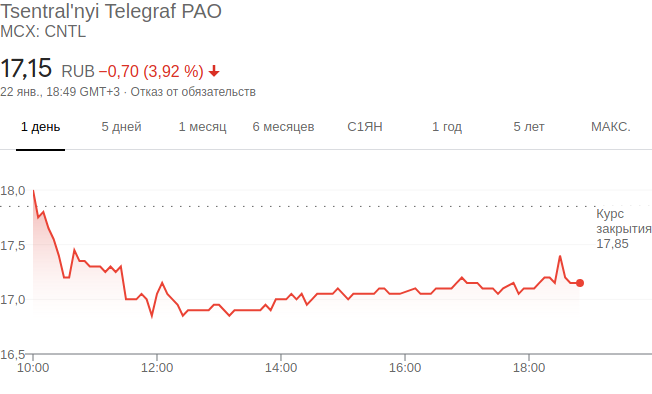 Tsentral'nyi Telegraf PAO
MCX: CNTL
17,15 RUB −0,70 (3,92 %)
22 янв., 18:49 GMT+3 · Отказ от обязательств
1 день 5 дней 1 месяц 6 месяцев С1ЯН 1 год 5 лет МАКС.
18,0
Курс
закрытия
17,85
17,5
17,0
16,5
10:00 12:00 14:00 16:00 18:00